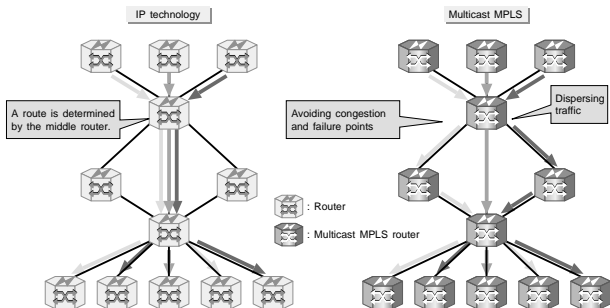 IP technology
Multicast MPLS
A route is determined
by the middle router.
Avoiding congestion
and failure points
Dispersing
traffic
: Router
: Multicast MPLS router